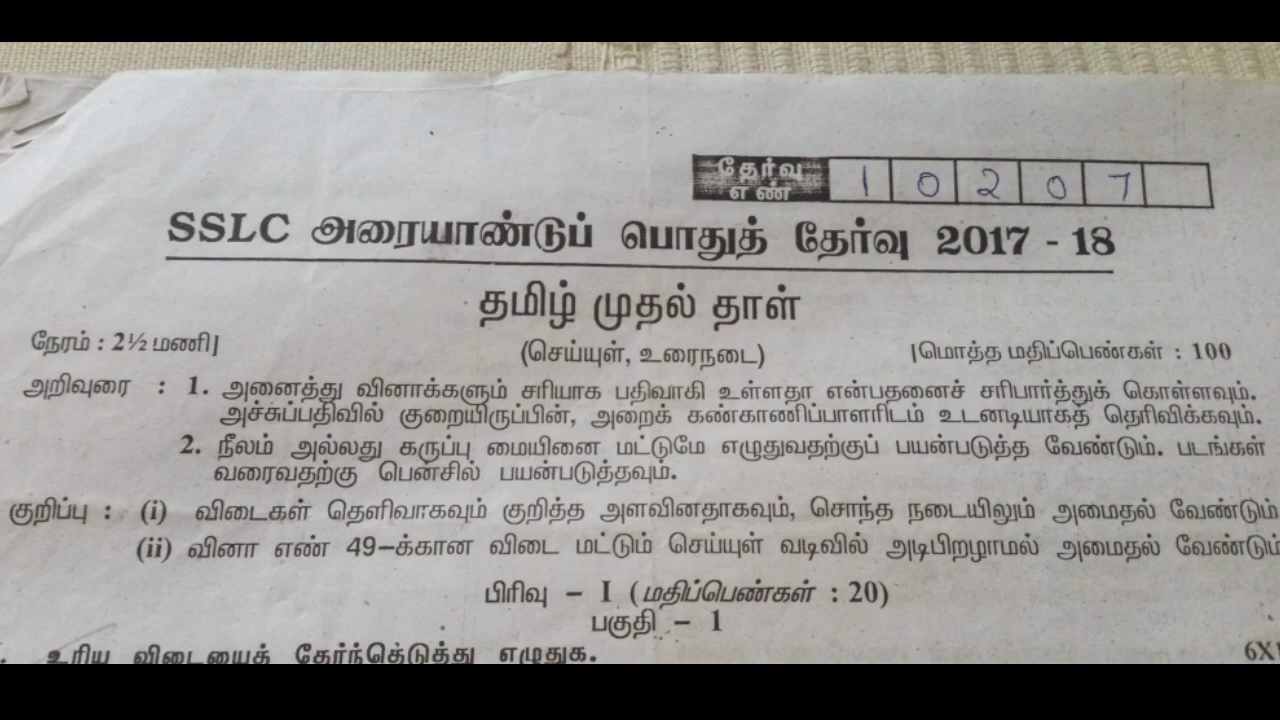 தேர்வு எண் 1 0 2 0 7
SSLC அரையாண்டுப் பொதுத் தேர்வு 2017 - 18
தமிழ் முதல் தாள்
நேரம் : 2½ மணி] (செய்யுள், உரைநடை) [மொத்த மதிப்பெண்கள் : 100
அறிவுரை : 1. அனைத்து வினாக்களும் சரியாக பதிவாகி உள்ளதா என்பதனைச் சரிபார்த்துக் கொள்ளவும்.
அச்சுப்பதிவில் குறையிருப்பின், அறைக் கண்காணிப்பாளரிடம் உடனடியாகத் தெரிவிக்கவும்.
2. நீலம் அல்லது கருப்பு மையினை மட்டுமே எழுதுவதற்குப் பயன்படுத்த வேண்டும். படங்கள்
வரைவதற்கு பென்சில் பயன்படுத்தவும்.
குறிப்பு : (i) விடைகள் தெளிவாகவும் குறித்த அளவினதாகவும், சொந்த நடையிலும் அமைதல் வேண்டும்
(ii) வினா எண் 49-க்கான விடை மட்டும் செய்யுள் வடிவில் அடிபிறழாமல் அமைதல் வேண்டும்
பிரிவு - I (மதிப்பெண்கள் : 20)
பகுதி - 1
உரிய விடையைத் தேர்ந்தெடுத்து எழுதுக.